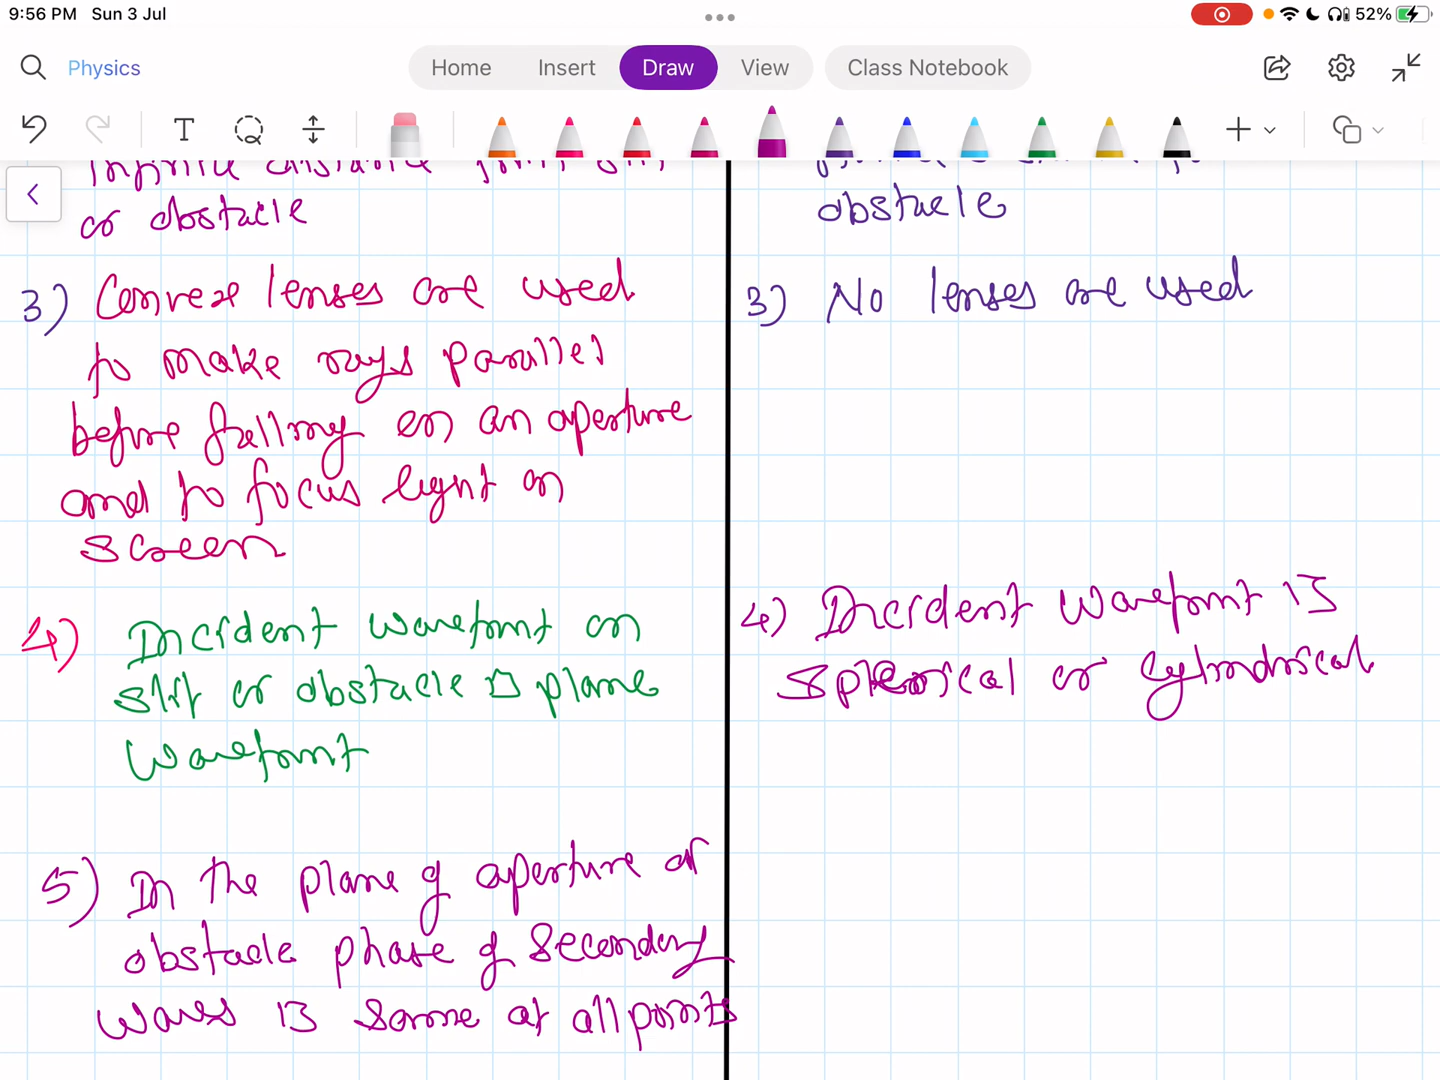 9:56 PM Sun 3 Jul
52%
Physics
Home Insert Draw View Class Notebook
T
Infinite distance from slit
or obstacle
obstacle
3) Convex lenses are used
to make rays parallel
before falling on an aperture
and to focus light on
screen
3) No lenses are used
4) Incident wavefront on
slit or obstacle is plane
wavefront
4) Incident wavefront is
spherical or cylindrical
5) In the plane of aperture or
obstacle phase of secondary
waves is same at all points